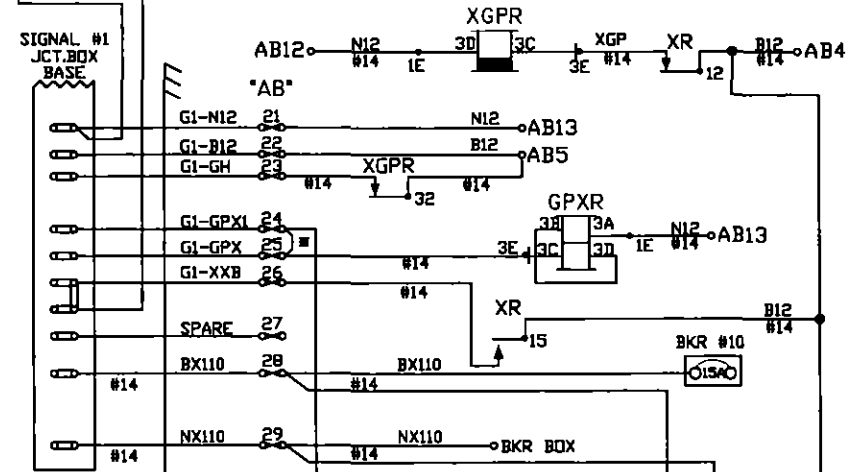 XGPR
SIGNAL #1
JCT.BOX
BASE
AB12 N12 3D 3C XGP XR B12 AB4
#14 1E 3E #14 12 #14
"AB"
G1-N12 21 N12 AB13
G1-B12 22 B12 AB5
G1-GH 23 XGPR
#14 32 #14
GPXR
G1-GPX1 24 3B 3A N12 AB13
G1-GPX 25 3E 3C 3D 1E #14
#14
G1-XXB 26
#14
XR B12
#14
SPARE 27 15 BKR #10
BX110 28 BX110 15A
#14 #14
NX110 29 NX110 BKR BOX
#14 #14